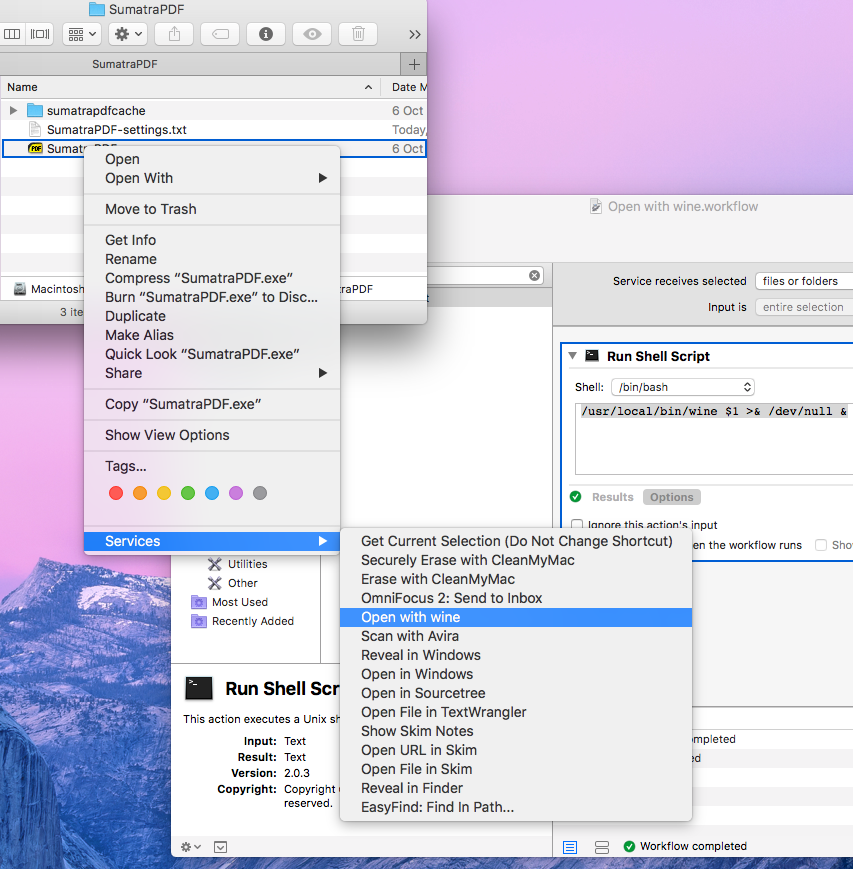 SumatraPDF
SumatraPDF
Name
Date M
sumatrapdfcache
6 Oct
SumatraPDF-settings.txt
Today,
6 Oct
Macintosh
raPDF
3 ite
Open
Open With
Move to Trash
Get Info
Rename
Compress “SumatraPDF.exe”
Burn “SumatraPDF.exe” to Disc...
Duplicate
Make Alias
Quick Look “SumatraPDF.exe”
Share
Copy “SumatraPDF.exe”
Show View Options
Tags...
Services
Get Current Selection (Do Not Change Shortcut)
Securely Erase with CleanMyMac
Erase with CleanMyMac
OmniFocus 2: Send to Inbox
Open with wine
Scan with Avira
Reveal in Windows
Open in Windows
Open in Sourcetree
Open File in TextWrangler
Show Skim Notes
Open URL in Skim
Open File in Skim
Reveal in Finder
EasyFind: Find In Path...
Open with wine.workflow
Service receives selected files or folders
Input is entire selection
Run Shell Script
Shell: /bin/bash
/usr/local/bin/wine $1 >& /dev/null &
Results Options
Ignore this action's input
en the workflow runs
Sho
Utilities
Other
Most Used
Recently Added
Run Shell Scr
This action executes a Unix sh
Input: Text
Result: Text
Version: 2.0.3
Copyright: Copyright
reserved.
mpleted
ed
Workflow completed